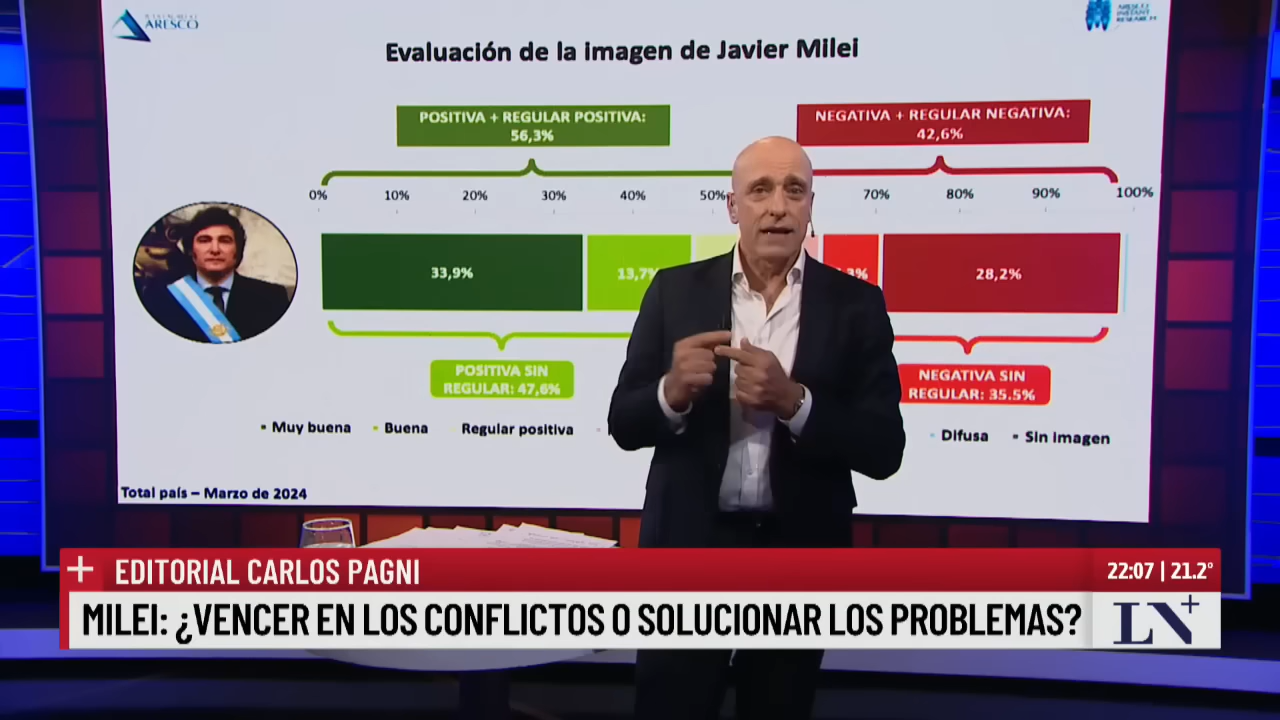 ARESCO
Evaluación de la imagen de Javier Milei
POSITIVA + REGULAR POSITIVA:
56,3%
NEGATIVA + REGULAR NEGATIVA:
42,6%
0% 10% 20% 30% 40% 50% 70% 80% 90% 100%
33,9% 13,7% 28,2%
POSITIVA SIN
REGULAR: 47,6%
NEGATIVA SIN
REGULAR: 35.5%
Muy buena Buena Regular positiva Difusa Sin imagen
Total país – Marzo de 2024
EDITORIAL CARLOS PAGNI
22:07 | 21.2°
MILEI: ¿VENCER EN LOS CONFLICTOS O SOLUCIONAR LOS PROBLEMAS?
LN+